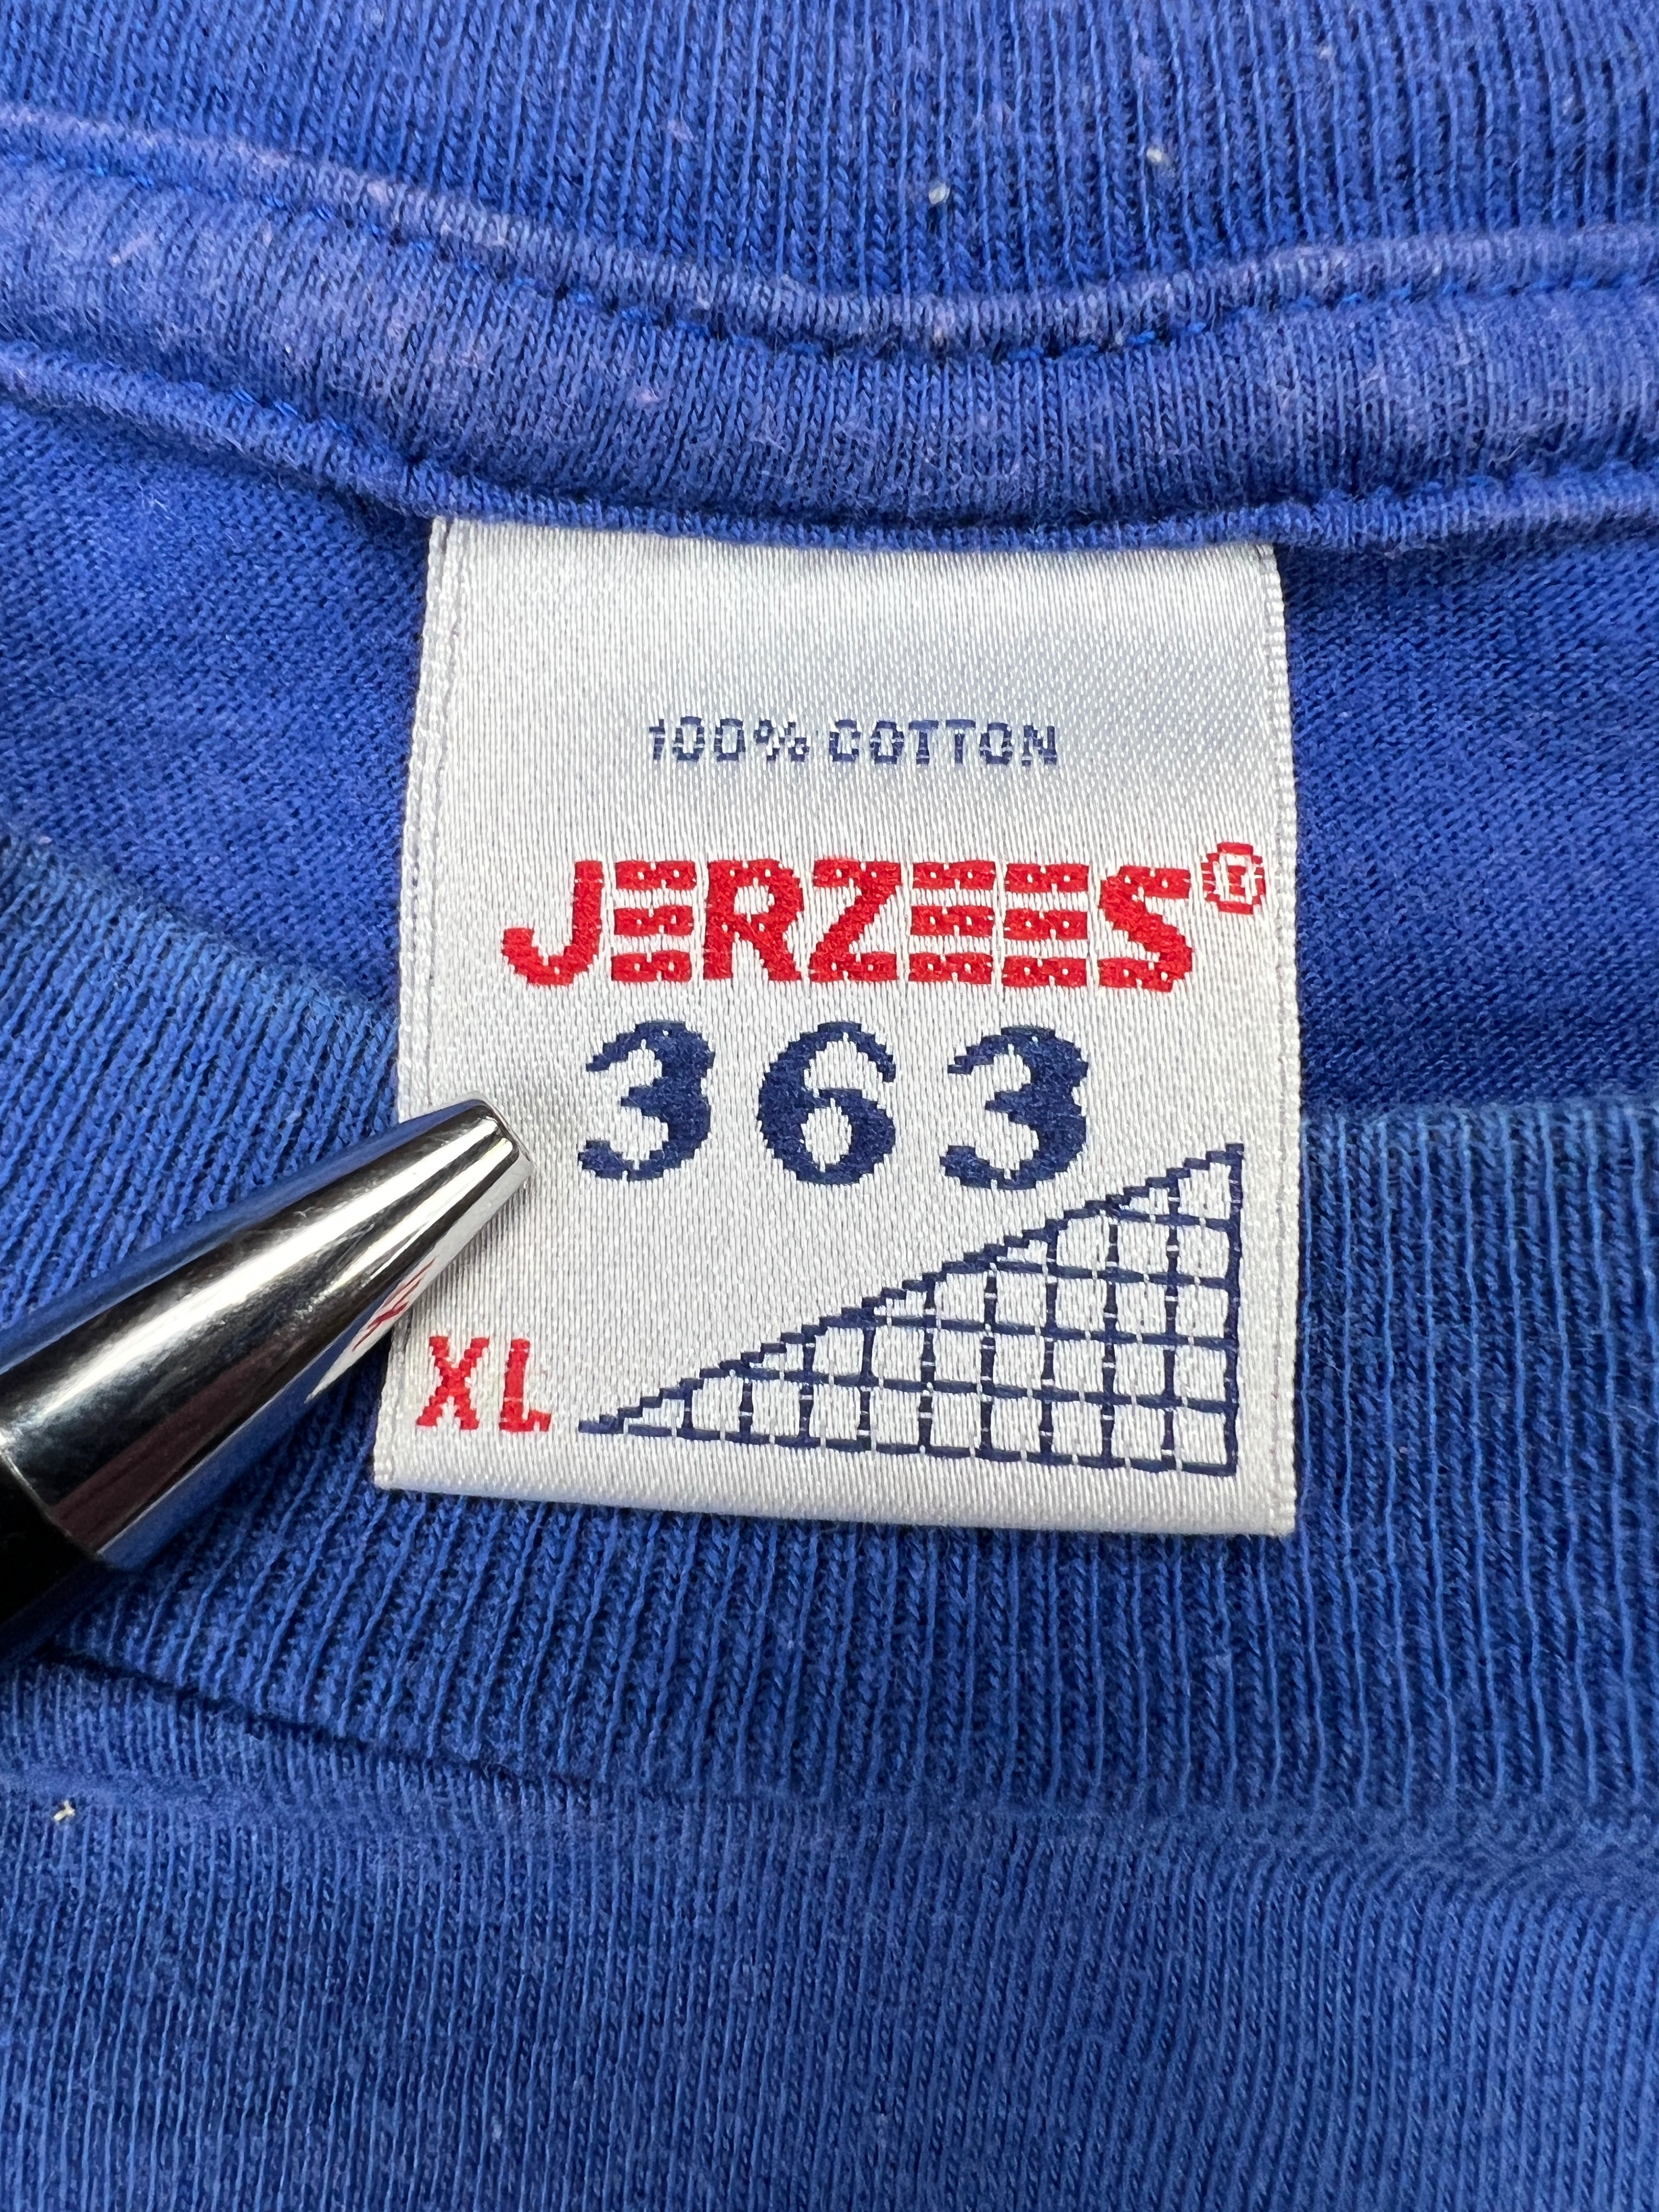 100% COTTON
JERZEES®
363
XL